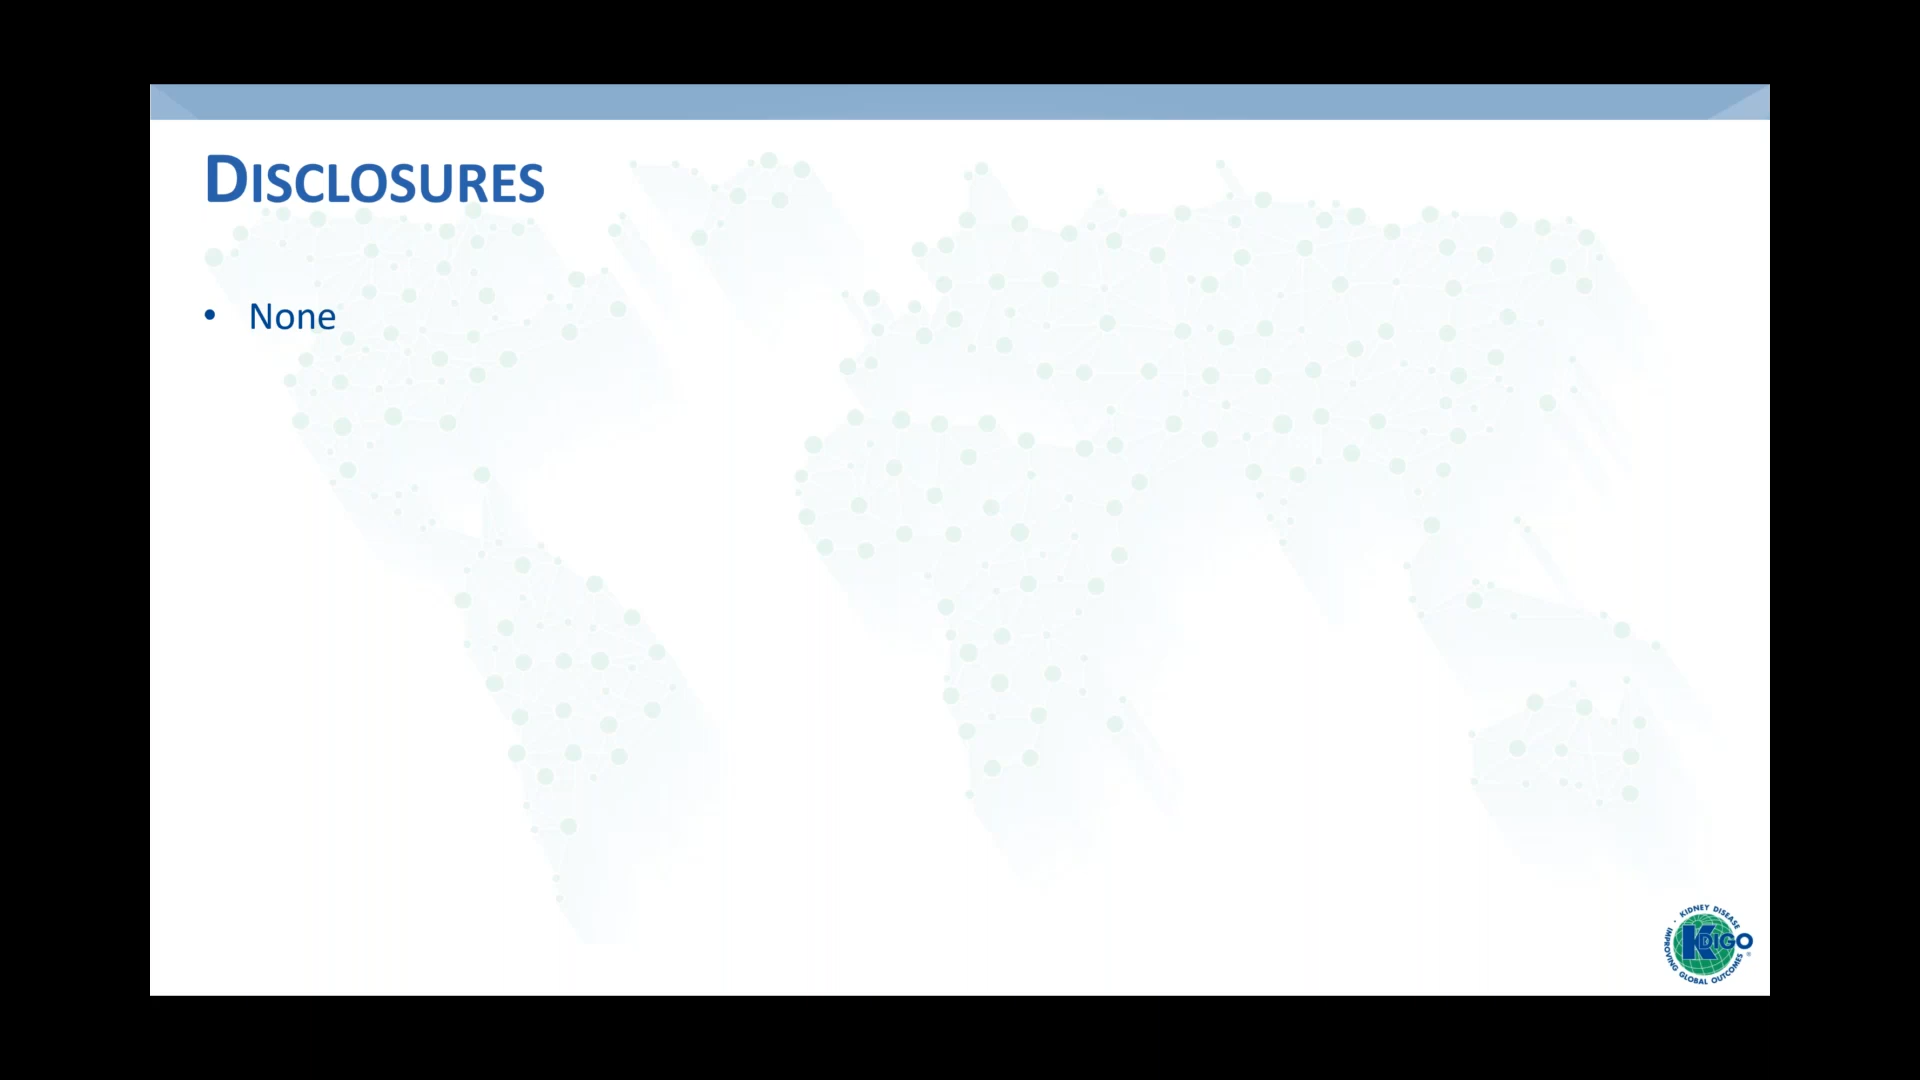 DISCLOSURES
• None
KIDNEY DISEASE
KDIGO
IMPROVING GLOBAL OUTCOMES
®